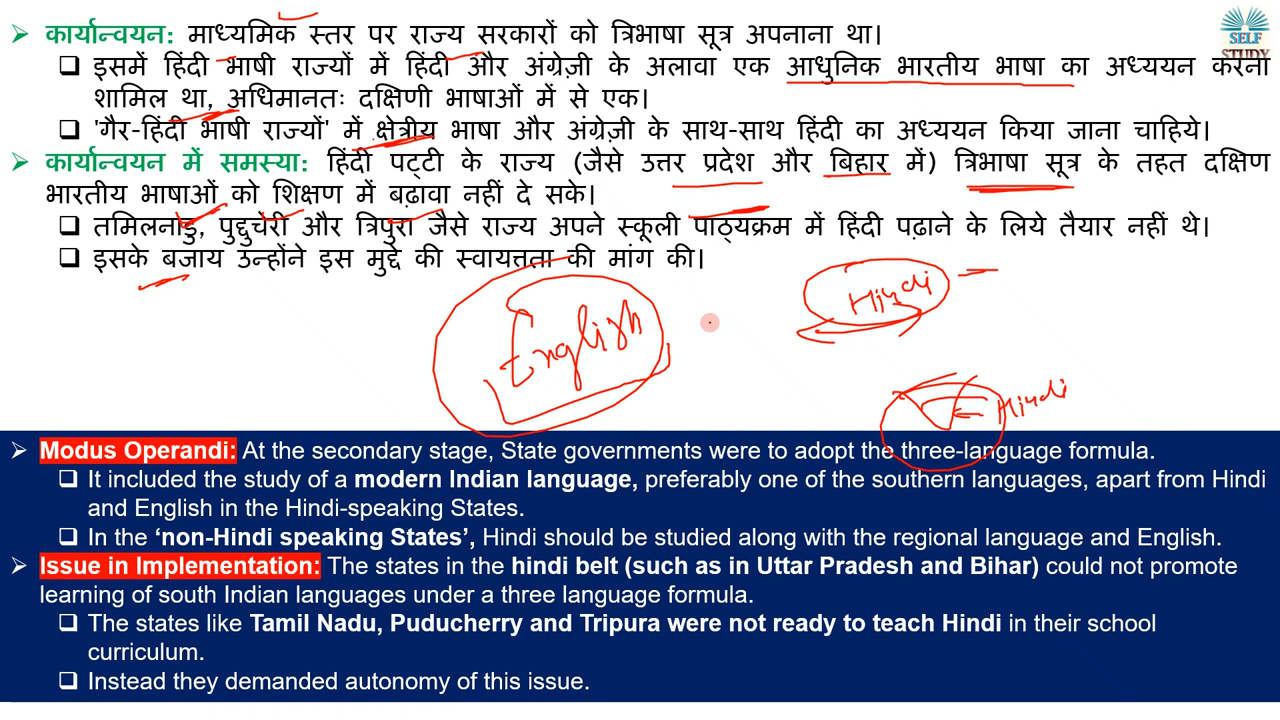 ➢ कार्यान्वयन: माध्यमिक स्तर पर राज्य सरकारों को त्रिभाषा सूत्र अपनाना था।
SELF
STUDY
❑ इसमें हिंदी भाषी राज्यों में हिंदी और अंग्रेज़ी के अलावा एक आधुनिक भारतीय भाषा का अध्ययन करना
शामिल था, अधिमानतः दक्षिणी भाषाओं में से एक।
❑ 'गैर-हिंदी भाषी राज्यों' में क्षेत्रीय भाषा और अंग्रेज़ी के साथ-साथ हिंदी का अध्ययन किया जाना चाहिये।
➢ कार्यान्वयन में समस्या: हिंदी पट्टी के राज्य (जैसे उत्तर प्रदेश और बिहार में) त्रिभाषा सूत्र के तहत दक्षिण
भारतीय भाषाओं को शिक्षण में बढ़ावा नहीं दे सके।
❑ तमिलनाडु, पुद्दुचेरी और त्रिपुरा जैसे राज्य अपने स्कूली पाठ्यक्रम में हिंदी पढ़ाने के लिये तैयार नहीं थे।
❑ इसके बजाय उन्होंने इस मुद्दे की स्वायत्तता की मांग की।
Hindi
English
Hindi
➢ Modus Operandi: At the secondary stage, State governments were to adopt the three-language formula.
❑ It included the study of a modern Indian language, preferably one of the southern languages, apart from Hindi
and English in the Hindi-speaking States.
❑ In the ‘non-Hindi speaking States’, Hindi should be studied along with the regional language and English.
➢ Issue in Implementation: The states in the hindi belt (such as in Uttar Pradesh and Bihar) could not promote
learning of south Indian languages under a three language formula.
❑ The states like Tamil Nadu, Puducherry and Tripura were not ready to teach Hindi in their school
curriculum.
❑ Instead they demanded autonomy of this issue.